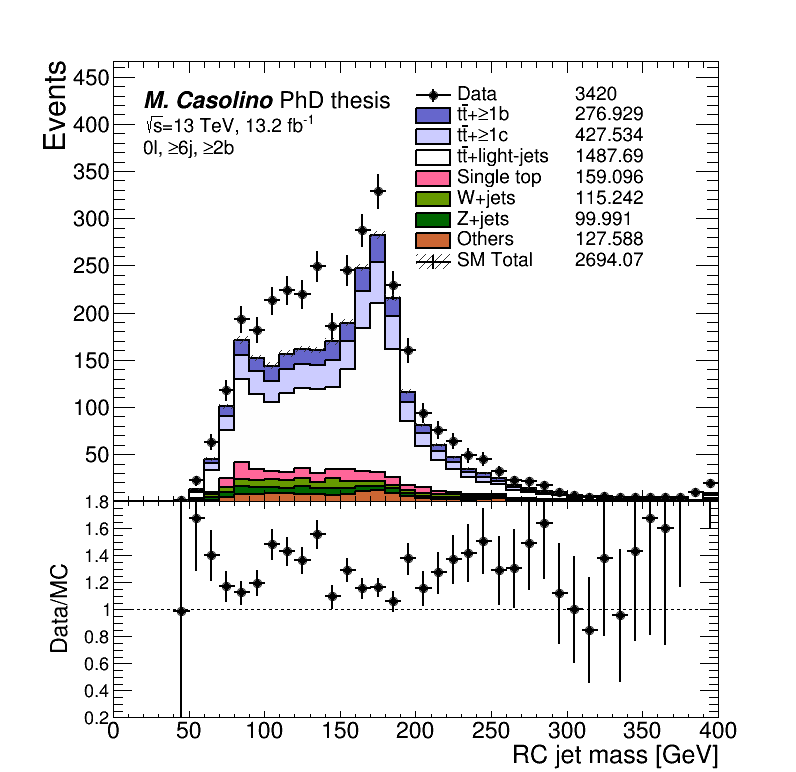 Events
450
400
350
300
250
200
150
100
50
M. Casolino PhD thesis
√s=13 TeV, 13.2 fb⁻¹
0l, ≥6j, ≥2b
Data 3420
tt̄+≥1b 276.929
tt̄+≥1c 427.534
tt̄+light-jets 1487.69
Single top 159.096
W+jets 115.242
Z+jets 99.991
Others 127.588
SM Total 2694.07
Data/MC
1.8
1.6
1.4
1.2
1
0.8
0.6
0.4
0.2
0 50 100 150 200 250 300 350 400
RC jet mass [GeV]